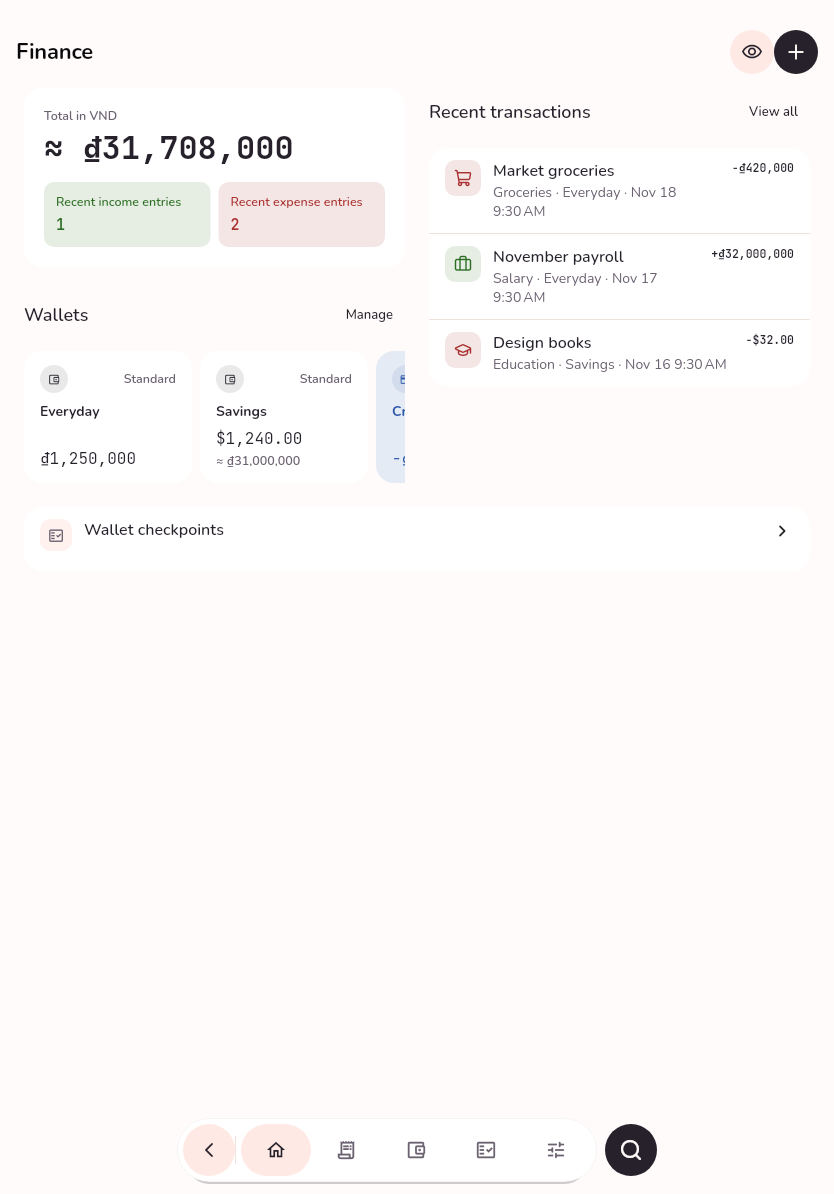 Finance
Total in VND
≈ ₫31,708,000
Recent income entries
1
Recent expense entries
2
Wallets
Manage
Standard
Everyday
₫1,250,000
Standard
Savings
$1,240.00
≈ ₫31,000,000
Recent transactions
View all
Market groceries
-₫420,000
Groceries · Everyday · Nov 18
9:30 AM
November payroll
+₫32,000,000
Salary · Everyday · Nov 17
9:30 AM
Design books
-$32.00
Education · Savings · Nov 16 9:30 AM
Wallet checkpoints